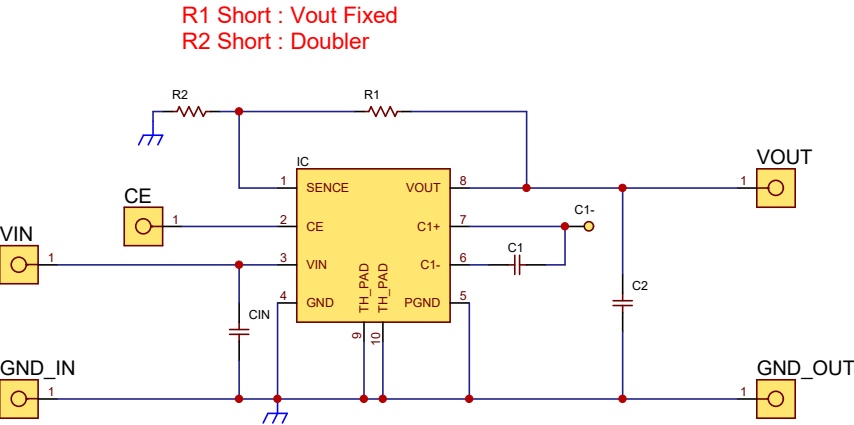 R1 Short : Vout Fixed
R2 Short : Doubler
R2
R1
IC
VOUT
1
SENCE
VOUT
8
1
CE
1
2
CE
C1+
7
C1-
VIN
1
3
VIN
C1-
6
C1
4
GND
TH_PAD
TH_PAD
PGND
5
C2
CIN
9
10
GND_IN
1
GND_OUT
1